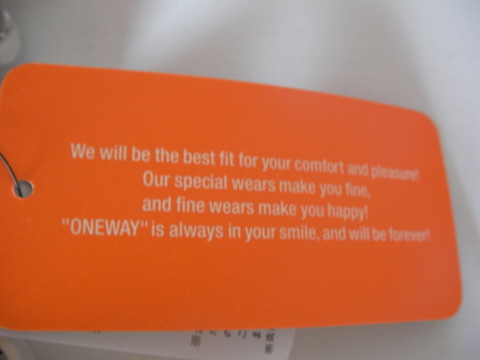 We will be the best fit for your comfort and pleasure!
Our special wears make you fine,
and fine wears make you happy!
"ONEWAY" is always in your smile, and will be forever!